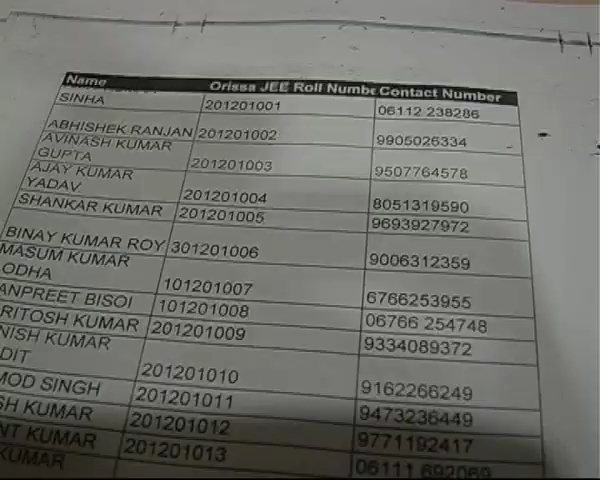 Name Orissa JEE Roll Numbe Contact Number
SINHA 201201001 06112 238286
ABHISHEK RANJAN 201201002 9905026334
AVINASH KUMAR
GUPTA 201201003 9507764578
AJAY KUMAR
YADAV 201201004 8051319590
SHANKAR KUMAR 201201005 9693927972
BINAY KUMAR ROY 301201006 9006312359
MASUM KUMAR
ODHA 101201007 6766253955
ANPREET BISOI 101201008 06766 254748
RITOSH KUMAR 201201009 9334089372
NISH KUMAR
DIT 201201010 9162266249
MOD SINGH 201201011 9473236449
SH KUMAR 201201012 9771192417
NT KUMAR 201201013 06111 692069
KUMAR